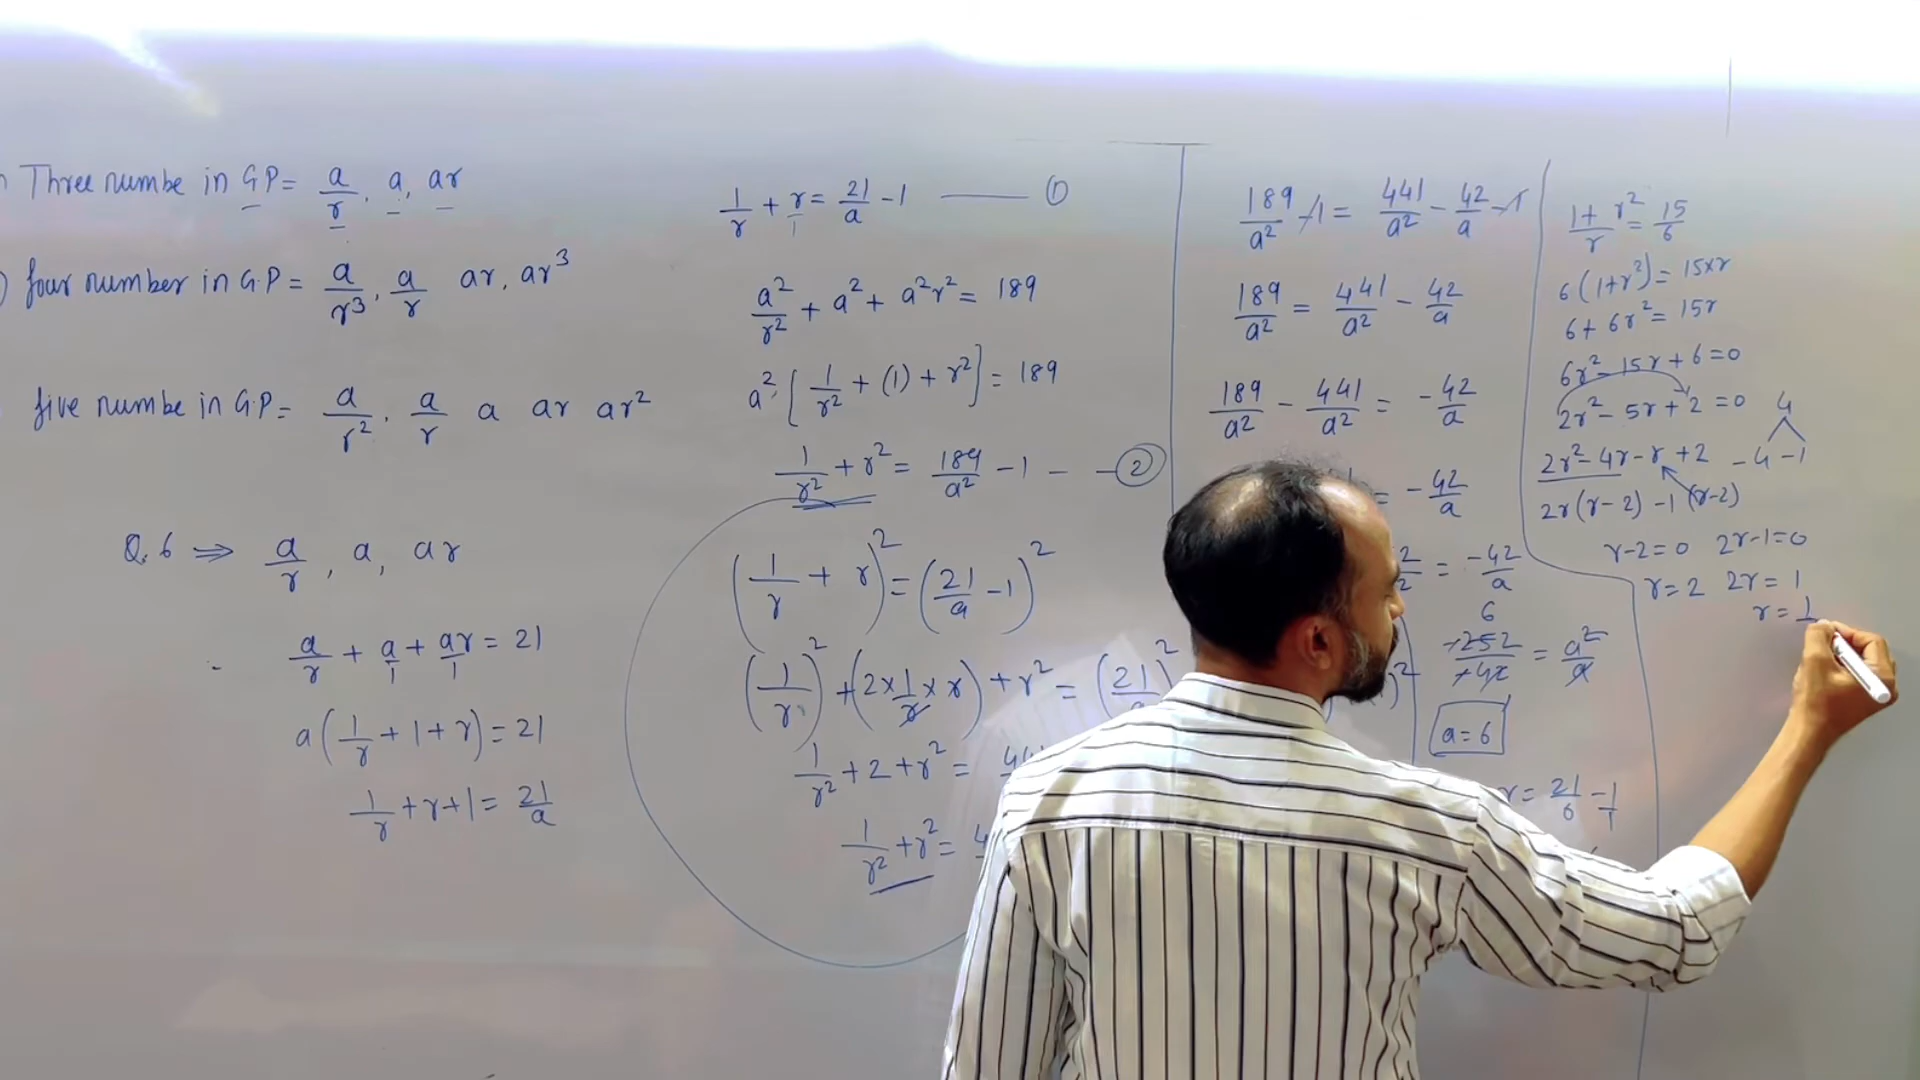 Three numbe in G.P = a/r, a, ar
four number in G.P = a/r³, a/r ar, ar³
five numbe in G.P = a/r², a/r a ar ar²
Q. 6 ⇒ a/r, a, ar
a/r + a/1 + ar/1 = 21
a(1/r + 1 + r) = 21
1/r + r + 1 = 21/a
1/r + r/1 = 21/a - 1 —— ①
a²/r² + a² + a²r² = 189
a²[1/r² + (1) + r²] = 189
1/r² + r² = 189/a² - 1 - - ②
(1/r + r)² = (21/a - 1)²
(1/r)² + (2 × 1/r × r) + r² = (21
1/r² + 2 + r² =
1/r² + r² =
189/a² - 1 = 441/a² - 42/a - 1
189/a² = 441/a² - 42/a
189/a² - 441/a² = -42/a
= -42/a
= -42/a
6
-252/-42 = a²/a
a = 6
r = 21/6 - 1/1
1 + r²/r = 15/6
6(1+r²) = 15×r
6 + 6r² = 15r
6r² - 15r + 6 = 0
2r² - 5r + 2 = 0 4
2r² - 4r - r + 2 -4 -1
2r(r-2) -1(r-2)
r-2=0 2r-1=0
r=2 2r=1
r = 1